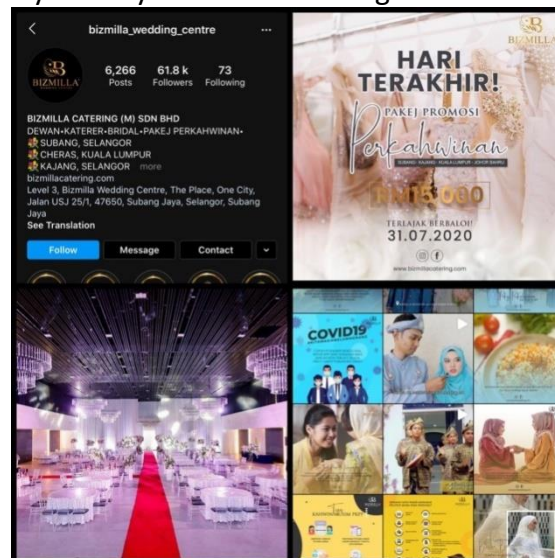 bizmilla_wedding_centre
6,266 61.8 k 73
Posts Followers Following
BIZMILLA CATERING (M) SDN BHD
DEWAN•KATERER•BRIDAL•PAKEJ PERKAHWINAN•
SUBANG, SELANGOR
CHERAS, KUALA LUMPUR
KAJANG, SELANGOR more
bizmillacatering.com
Level 3, Bizmilla Wedding Centre, The Place, One City,
Jalan USJ 25/1, 47650, Subang Jaya, Selangor, Subang
Jaya
See Translation
Follow Message Contact
BIZMILLA
HARI
TERAKHIR!
PAKEJ PROMOSI
Perkahwinan
SUBANG · KAJANG · KUALA LUMPUR · JOHOR BAHRU
RM15,000
TERLAJAK BERBALOI!
31.07.2020
www.bizmillacatering.com
COVID19